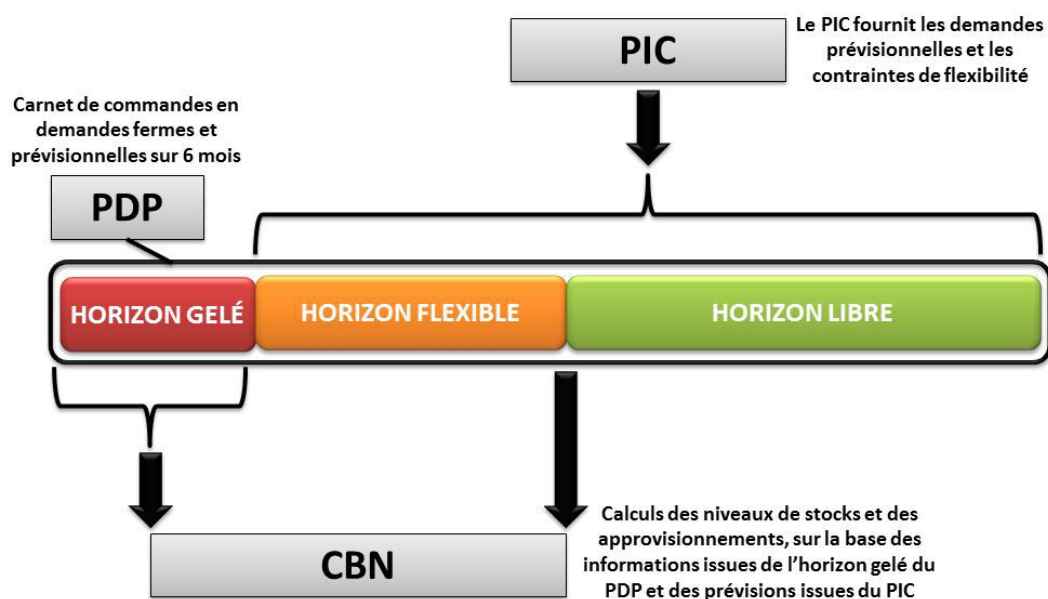 PIC
Le PIC fournit les demandes
prévisionnelles et les
contraintes de flexibilité
Carnet de commandes en
demandes fermes et
prévisionnelles sur 6 mois
PDP
HORIZON GELÉ
HORIZON FLEXIBLE
HORIZON LIBRE
CBN
Calculs des niveaux de stocks et des
approvisionnements, sur la base des
informations issues de l'horizon gelé du
PDP et des prévisions issues du PIC